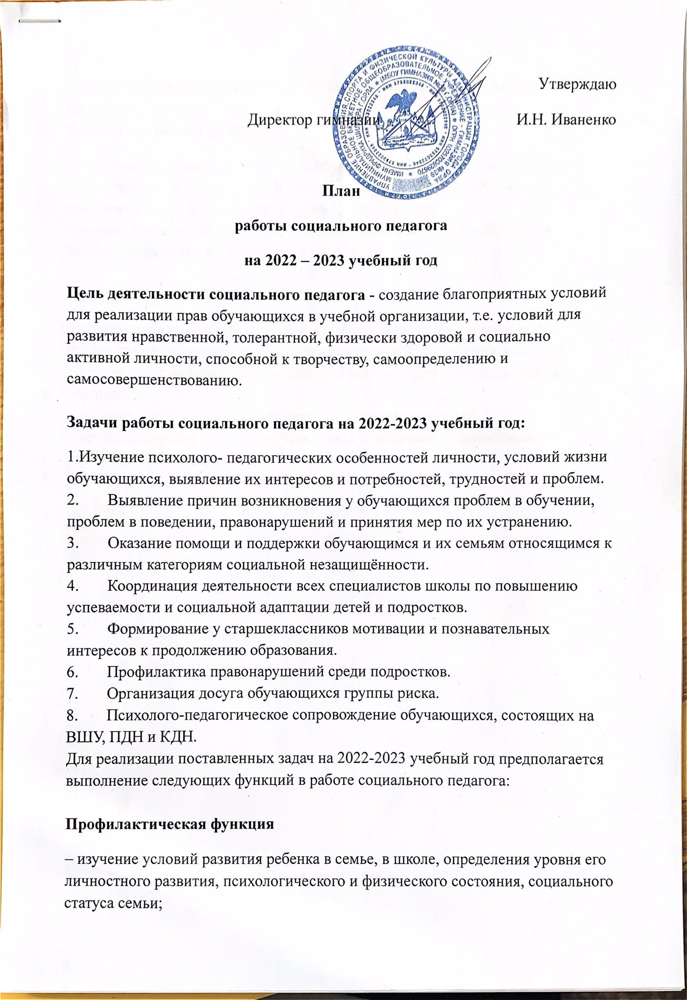 Утверждаю
Директор гимназии И.Н. Иваненко
УПРАВЛЕНИЕ ОБРАЗОВАНИЯ, СПОРТА И ФИЗИЧЕСКОЙ КУЛЬТУРЫ АДМИНИСТРАЦИИ ГОРОДА ОРЛА
МУНИЦИПАЛЬНОЕ БЮДЖЕТНОЕ ОБЩЕОБРАЗОВАТЕЛЬНОЕ УЧРЕЖДЕНИЕ - ГИМНАЗИЯ №39
ИМЕНИ ФРИДРИХА ШИЛЛЕРА Г.ОРЛА (МБОУ ГИМНАЗИЯ №39 Г.ОРЛА)
План
работы социального педагога
на 2022 – 2023 учебный год
Цель деятельности социального педагога - создание благоприятных условий
для реализации прав обучающихся в учебной организации, т.е. условий для
развития нравственной, толерантной, физически здоровой и социально
активной личности, способной к творчеству, самоопределению и
самосовершенствованию.
Задачи работы социального педагога на 2022-2023 учебный год:
1.Изучение психолого- педагогических особенностей личности, условий жизни
обучающихся, выявление их интересов и потребностей, трудностей и проблем.
2. Выявление причин возникновения у обучающихся проблем в обучении,
проблем в поведении, правонарушений и принятия мер по их устранению.
3. Оказание помощи и поддержки обучающимся и их семьям относящимся к
различным категориям социальной незащищённости.
4. Координация деятельности всех специалистов школы по повышению
успеваемости и социальной адаптации детей и подростков.
5. Формирование у старшеклассников мотивации и познавательных
интересов к продолжению образования.
6. Профилактика правонарушений среди подростков.
7. Организация досуга обучающихся группы риска.
8. Психолого-педагогическое сопровождение обучающихся, состоящих на
ВШУ, ПДН и КДН.
Для реализации поставленных задач на 2022-2023 учебный год предполагается
выполнение следующих функций в работе социального педагога:
Профилактическая функция
– изучение условий развития ребенка в семье, в школе, определения уровня его
личностного развития, психологического и физического состояния, социального
статуса семьи;